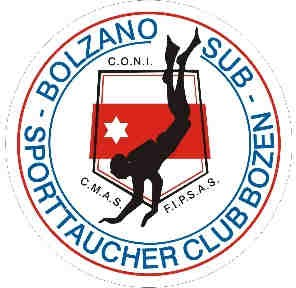 - BOLZANO SUB -
SPORTTAUCHER CLUB BOZEN
C.O.N.I.
C.M.A.S.
F.I.P.S.A.S.